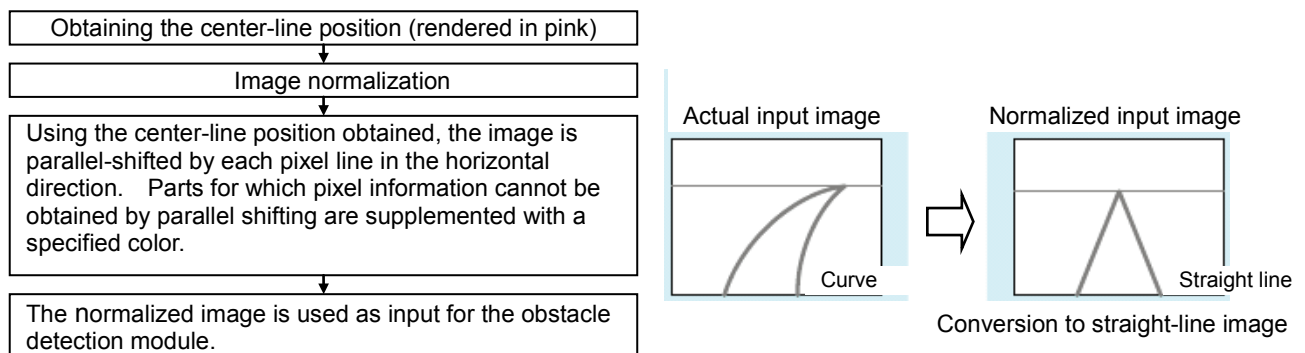 Obtaining the center-line position (rendered in pink)
Image normalization
Using the center-line position obtained, the image is
parallel-shifted by each pixel line in the horizontal
direction. Parts for which pixel information cannot be
obtained by parallel shifting are supplemented with a
specified color.
The normalized image is used as input for the obstacle
detection module.
Actual input image
Curve
Normalized input image
Straight line
Conversion to straight-line image